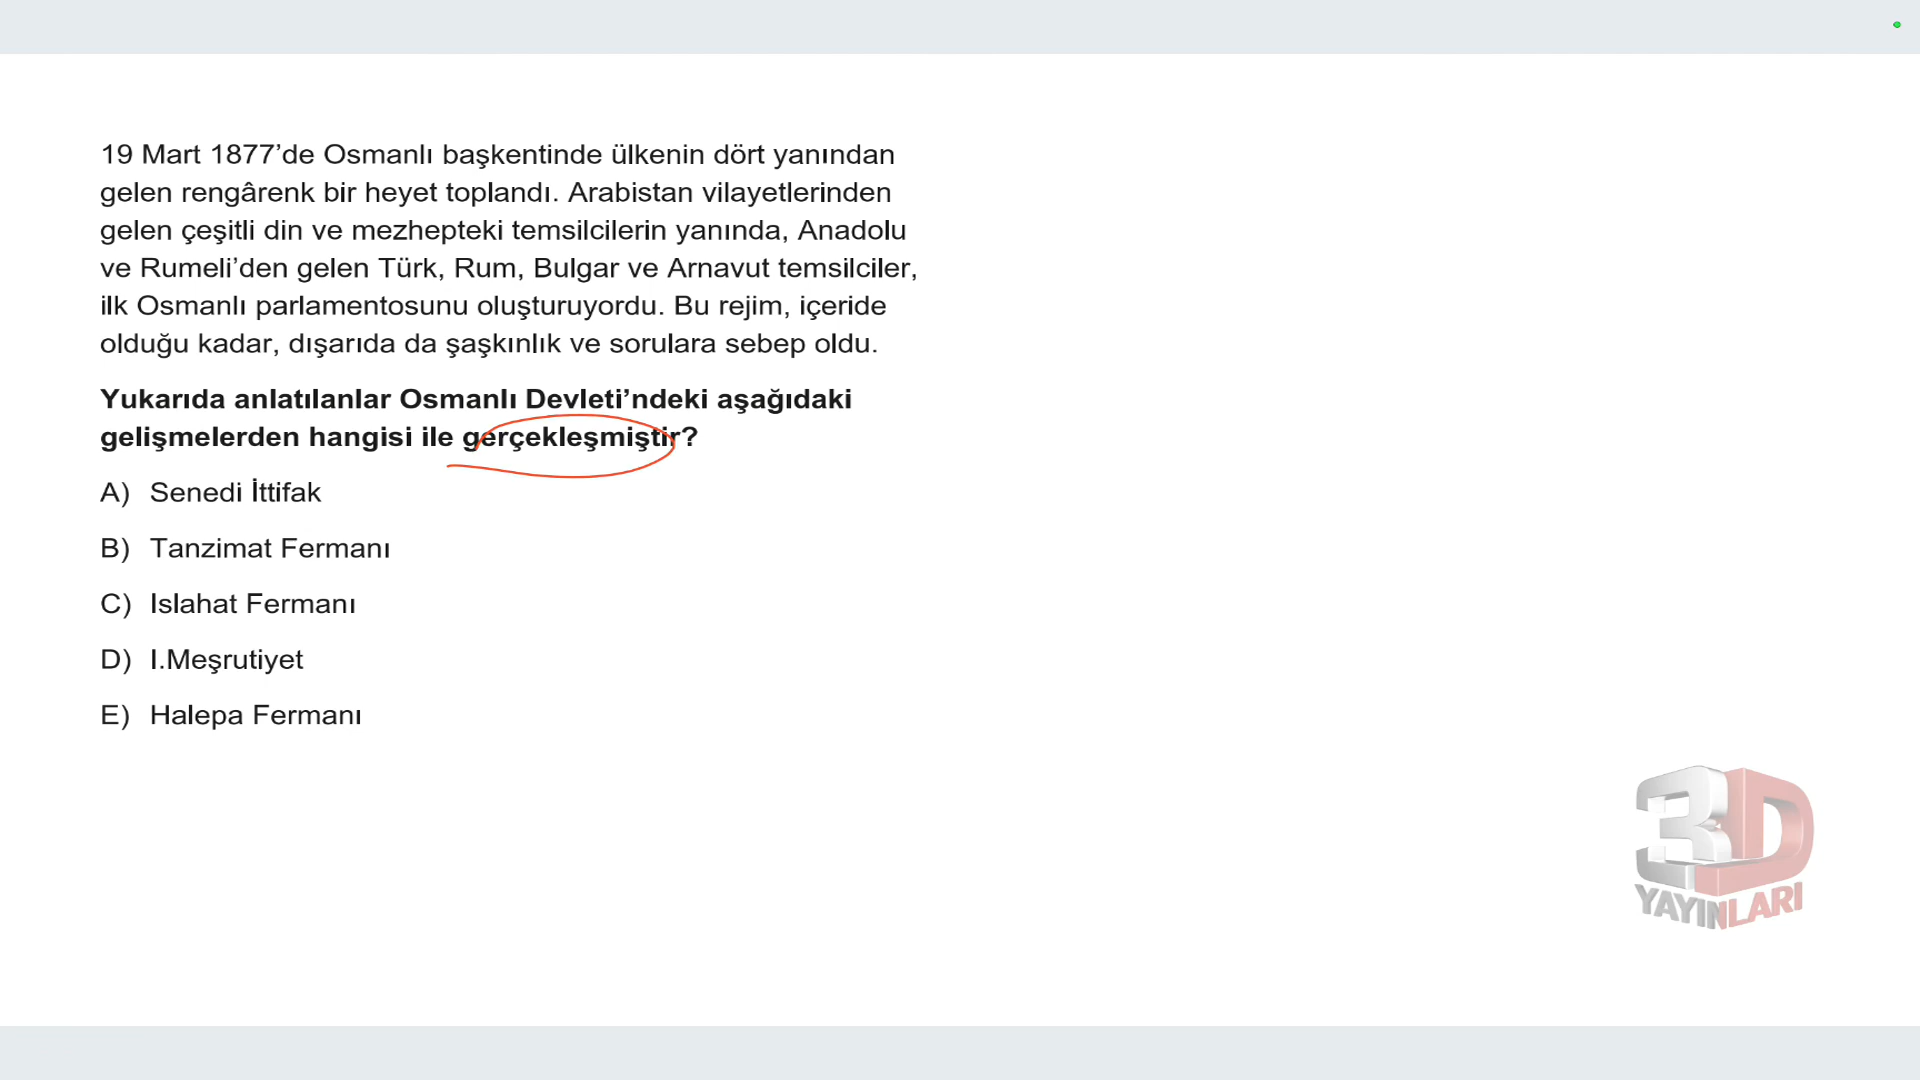 19 Mart 1877’de Osmanlı başkentinde ülkenin dört yanından
gelen rengârenk bir heyet toplandı. Arabistan vilayetlerinden
gelen çeşitli din ve mezhepteki temsilcilerin yanında, Anadolu
ve Rumeli’den gelen Türk, Rum, Bulgar ve Arnavut temsilciler,
ilk Osmanlı parlamentosunu oluşturuyordu. Bu rejim, içeride
olduğu kadar, dışarıda da şaşkınlık ve sorulara sebep oldu.
Yukarıda anlatılanlar Osmanlı Devleti’ndeki aşağıdaki
gelişmelerden hangisi ile gerçekleşmiştir?
A) Senedi İttifak
B) Tanzimat Fermanı
C) Islahat Fermanı
D) I.Meşrutiyet
E) Halepa Fermanı
3D
YAYINLARI